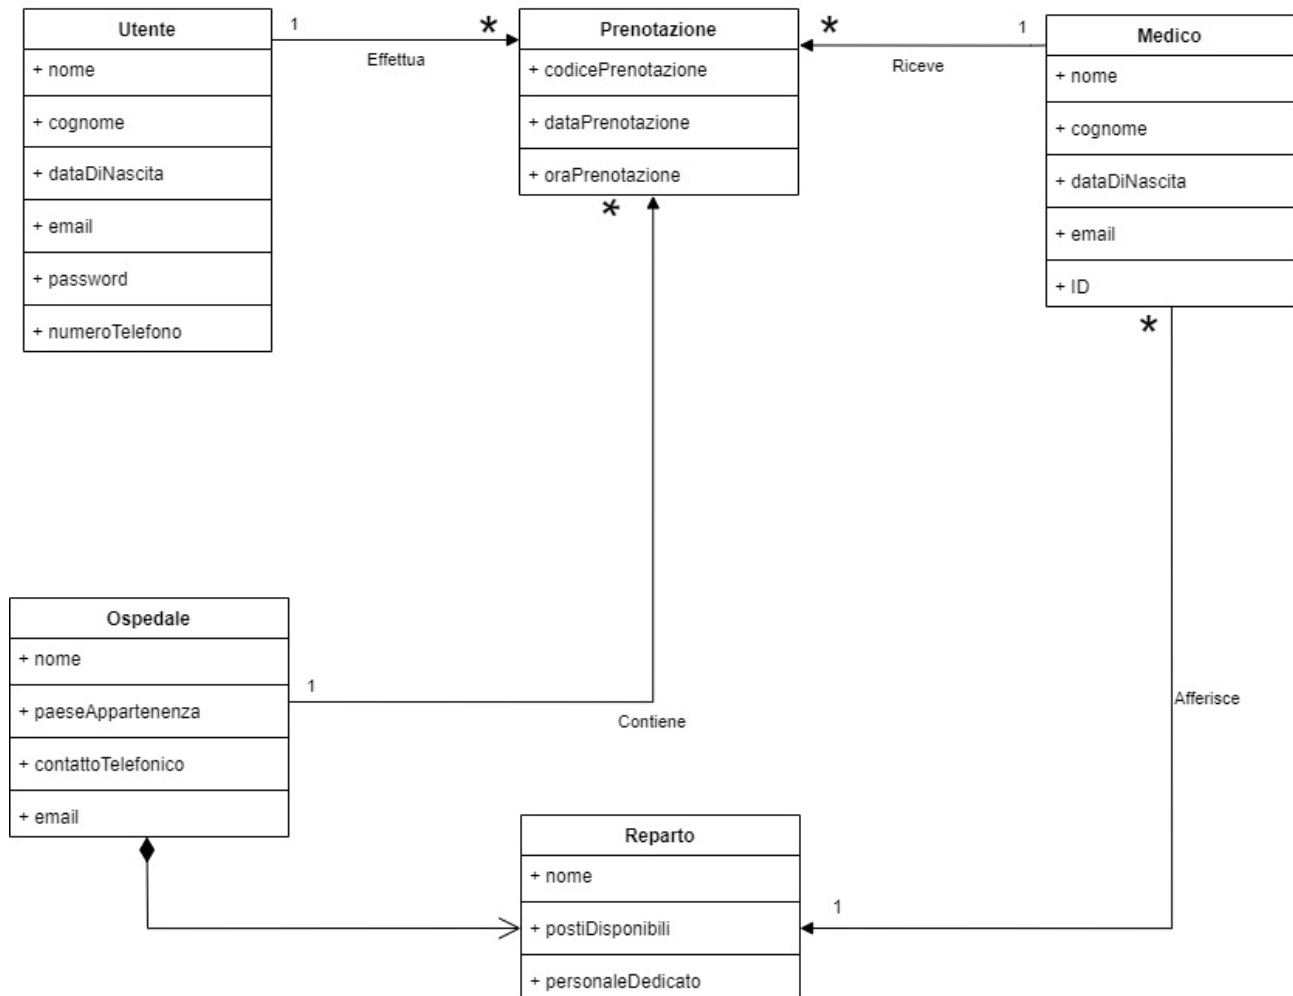 Utente
+ nome
+ cognome
+ dataDiNascita
+ email
+ password
+ numeroTelefono
1
*
Effettua
Prenotazione
+ codicePrenotazione
+ dataPrenotazione
+ oraPrenotazione
*
*
1
Riceve
Medico
+ nome
+ cognome
+ dataDiNascita
+ email
+ ID
*
Afferisce
Ospedale
+ nome
+ paeseAppartenenza
+ contattoTelefonico
+ email
1
Contiene
Reparto
+ nome
+ postiDisponibili
+ personaleDedicato
1